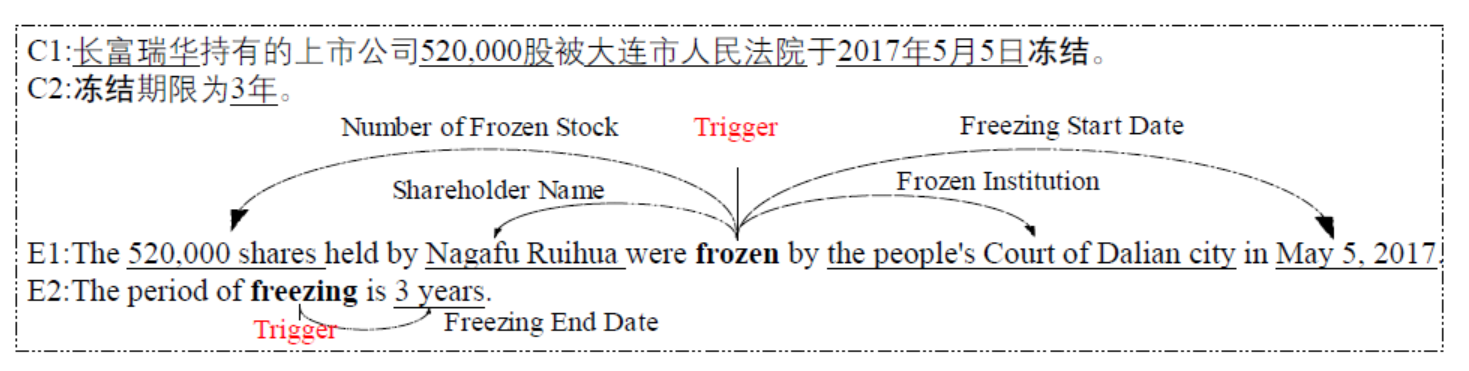 C1:长富瑞华持有的上市公司520,000股被大连市人民法院于2017年5月5日冻结。
C2:冻结期限为3年。
Number of Frozen Stock
Trigger
Freezing Start Date
Shareholder Name
Frozen Institution
E1:The 520,000 shares held by Nagafu Ruihua were frozen by the people's Court of Dalian city in May 5, 2017.
E2:The period of freezing is 3 years.
Trigger
Freezing End Date